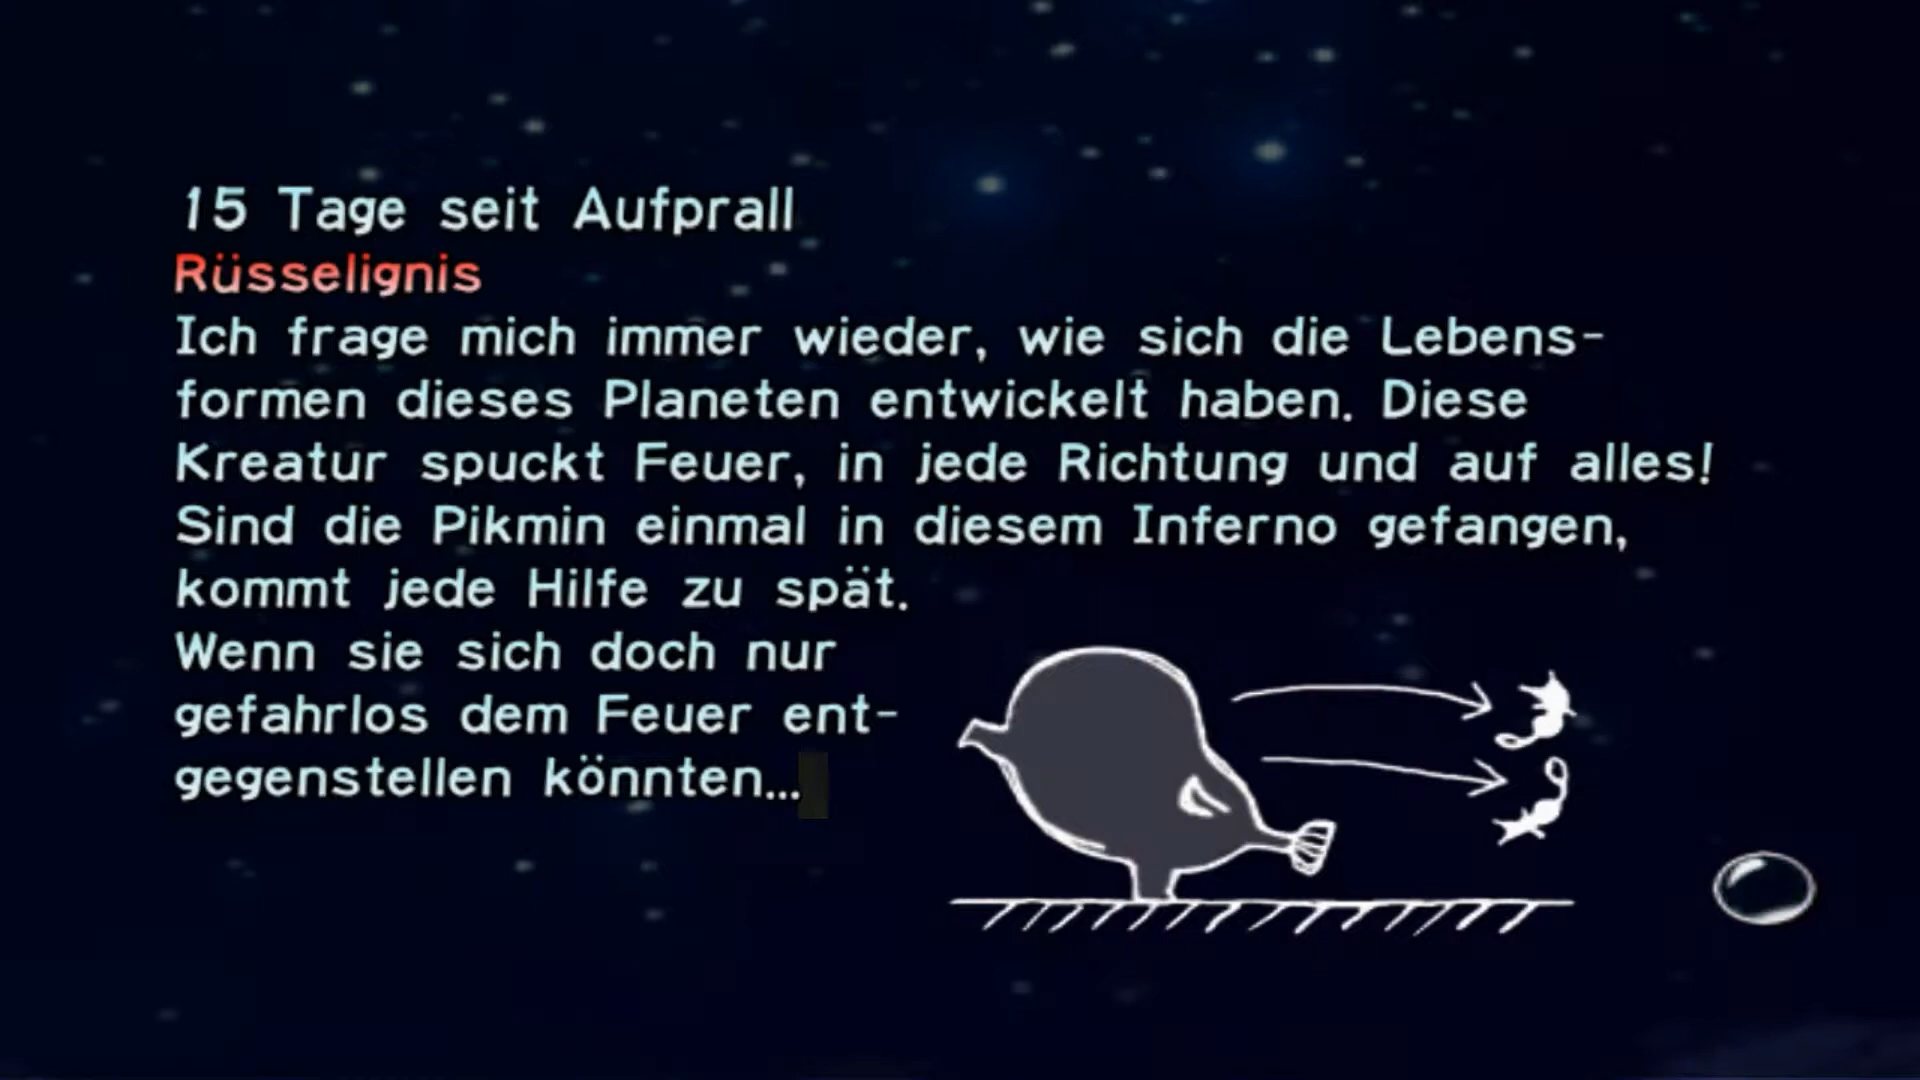 15 Tage seit Aufprall
Rüsselignis
Ich frage mich immer wieder, wie sich die Lebens-
formen dieses Planeten entwickelt haben. Diese
Kreatur spuckt Feuer, in jede Richtung und auf alles!
Sind die Pikmin einmal in diesem Inferno gefangen,
kommt jede Hilfe zu spät.
Wenn sie sich doch nur
gefahrlos dem Feuer ent-
gegenstellen könnten...